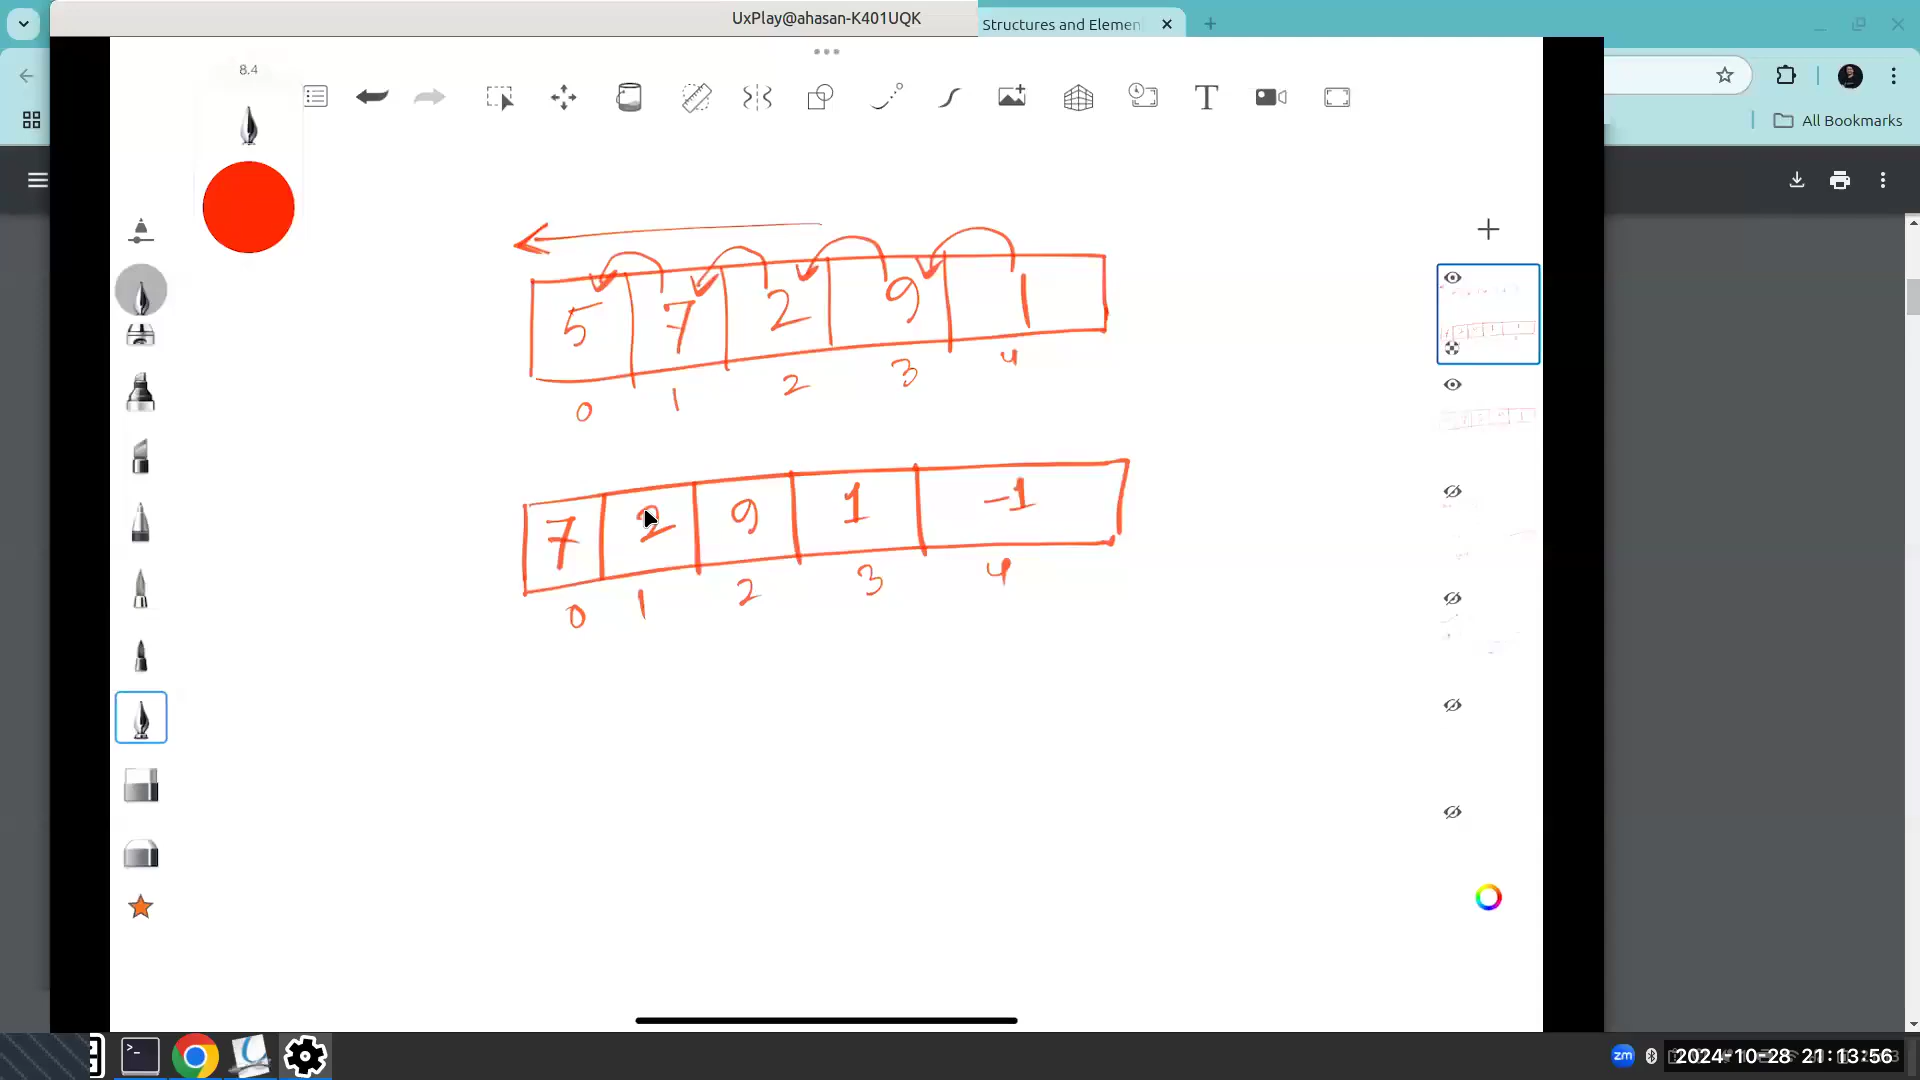 UxPlay@ahasan-K401UQK
Structures and Elemen
All Bookmarks
8.4
5 7 2 9 1
0 1 2 3 4
7 2 9 1 -1
0 1 2 3 4
zm
2024-10-28 21:13:56